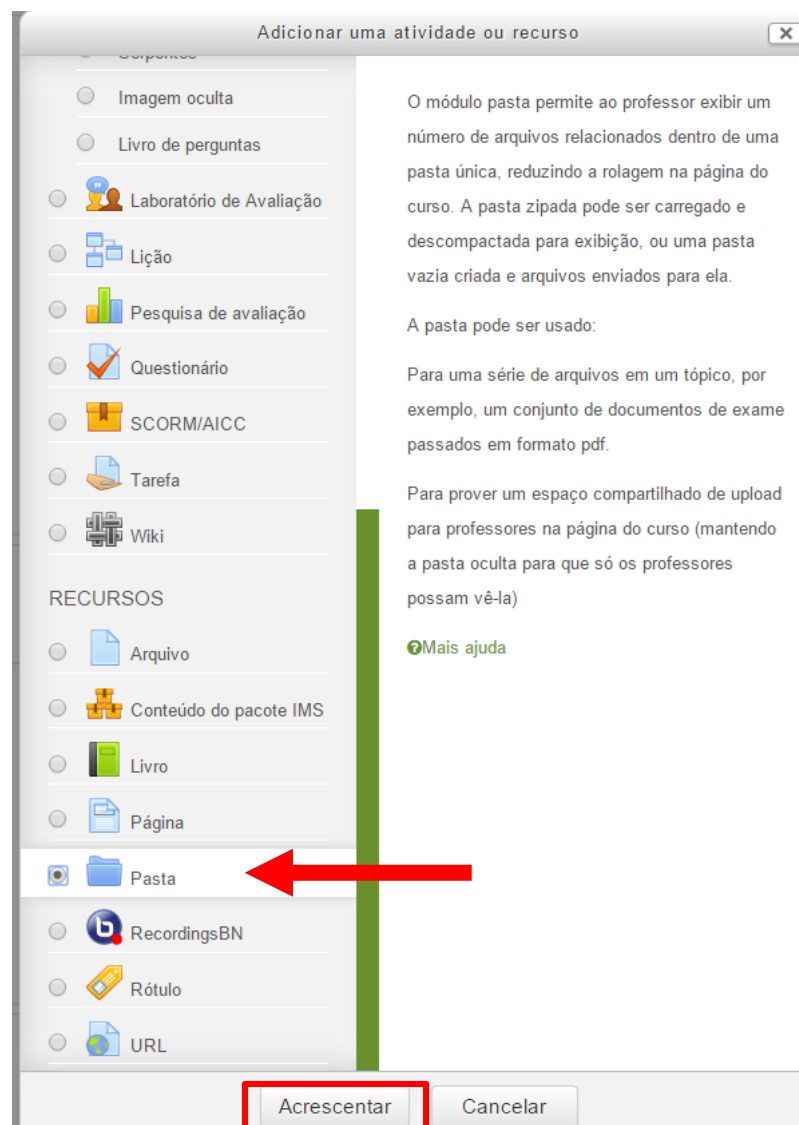 Adicionar uma atividade ou recurso
Imagem oculta
Livro de perguntas
Laboratório de Avaliação
Lição
Pesquisa de avaliação
Questionário
SCORM/AICC
Tarefa
Wiki
RECURSOS
Arquivo
Conteúdo do pacote IMS
Livro
Página
Pasta
RecordingsBN
Rótulo
URL
O módulo pasta permite ao professor exibir um
número de arquivos relacionados dentro de uma
pasta única, reduzindo a rolagem na página do
curso. A pasta zipada pode ser carregado e
descompactada para exibição, ou uma pasta
vazia criada e arquivos enviados para ela.
A pasta pode ser usado:
Para uma série de arquivos em um tópico, por
exemplo, um conjunto de documentos de exame
passados em formato pdf.
Para prover um espaço compartilhado de upload
para professores na página do curso (mantendo
a pasta oculta para que só os professores
possam vê-la)
Mais ajuda
Acrescentar
Cancelar